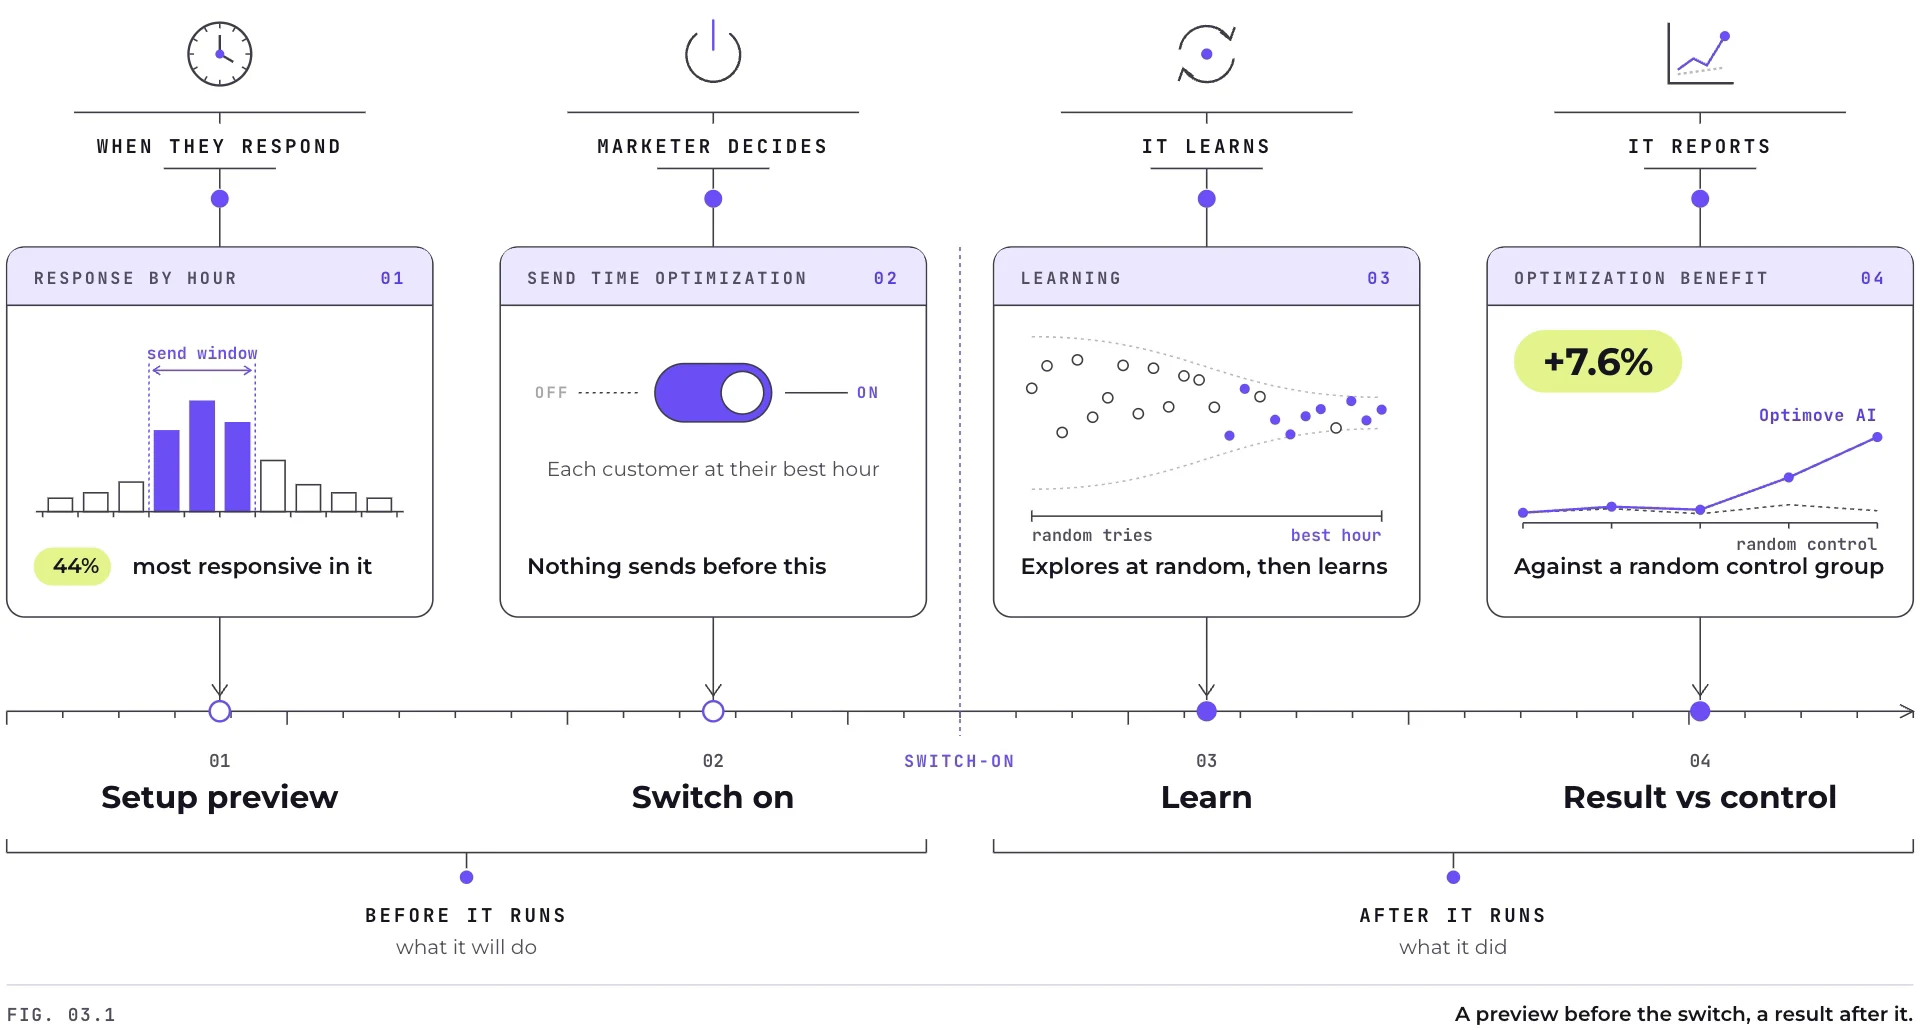 WHEN THEY RESPOND
MARKETER DECIDES
IT LEARNS
IT REPORTS
RESPONSE BY HOUR 01
send window
44% most responsive in it
SEND TIME OPTIMIZATION 02
OFF ON
Each customer at their best hour
Nothing sends before this
LEARNING 03
random tries best hour
Explores at random, then learns
OPTIMIZATION BENEFIT 04
+7.6%
Optimove AI
random control
Against a random control group
01
Setup preview
02
Switch on
SWITCH-ON
03
Learn
04
Result vs control
BEFORE IT RUNS
what it will do
AFTER IT RUNS
what it did
FIG. 03.1
A preview before the switch, a result after it.